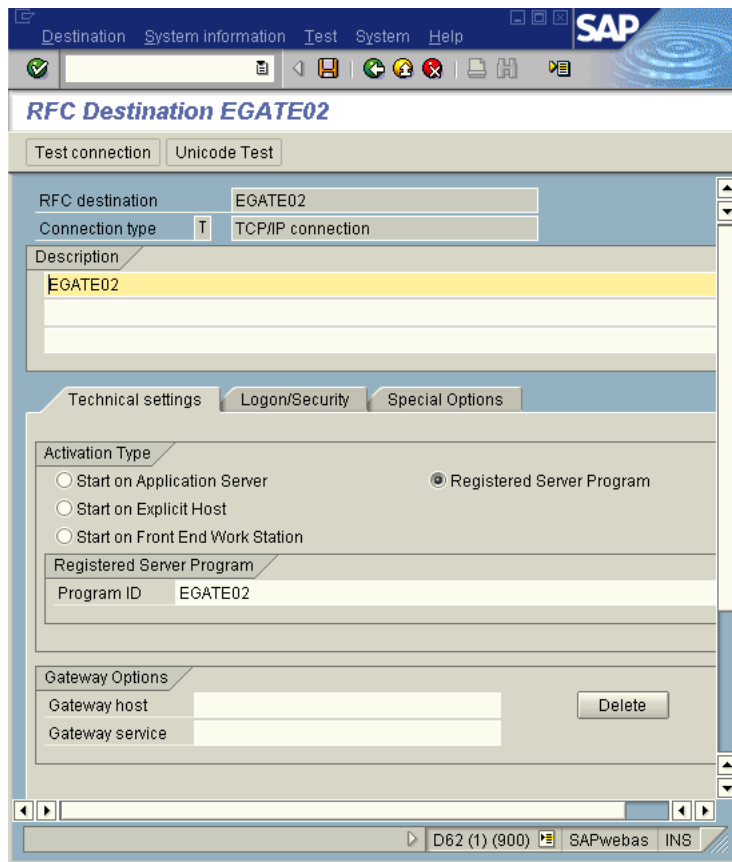 Destination System information Test System Help
SAP
RFC Destination EGATE02
Test connection Unicode Test
RFC destination EGATE02
Connection type T TCP/IP connection
Description
EGATE02
Technical settings Logon/Security Special Options
Activation Type
Start on Application Server Registered Server Program
Start on Explicit Host
Start on Front End Work Station
Registered Server Program
Program ID EGATE02
Gateway Options
Gateway host Delete
Gateway service
D62 (1) (900) SAPwebas INS